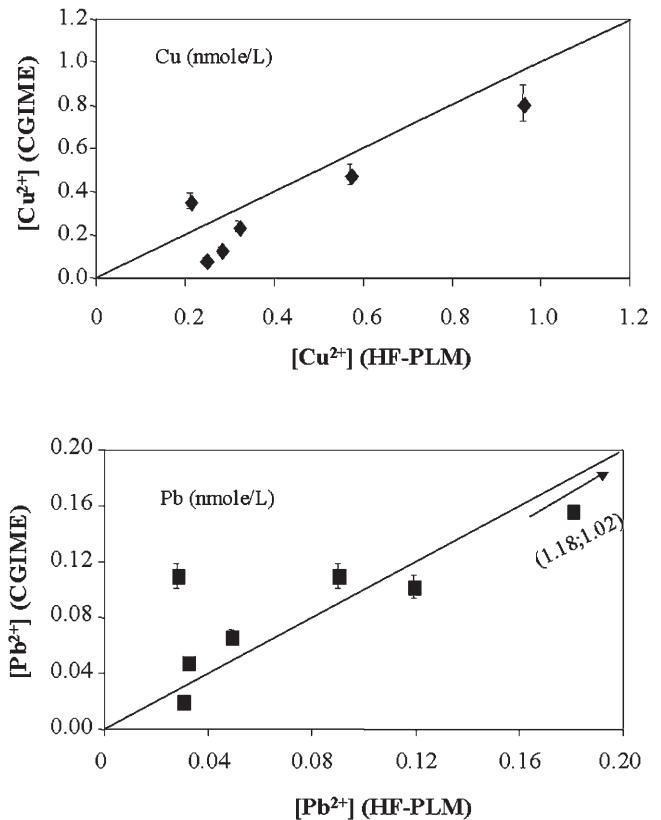 1.2
1.0
0.8
0.6
0.4
0.2
0.0
[Cu²⁺] (CGIME)
Cu (nmole/L)
0 0.2 0.4 0.6 0.8 1.0 1.2
[Cu²⁺] (HF-PLM)
0.20
0.16
0.12
0.08
0.04
0.00
[Pb²⁺] (CGIME)
Pb (nmole/L)
(1.18;1.02)
0.04 0.08 0.12 0.16 0.20
[Pb²⁺] (HF-PLM)